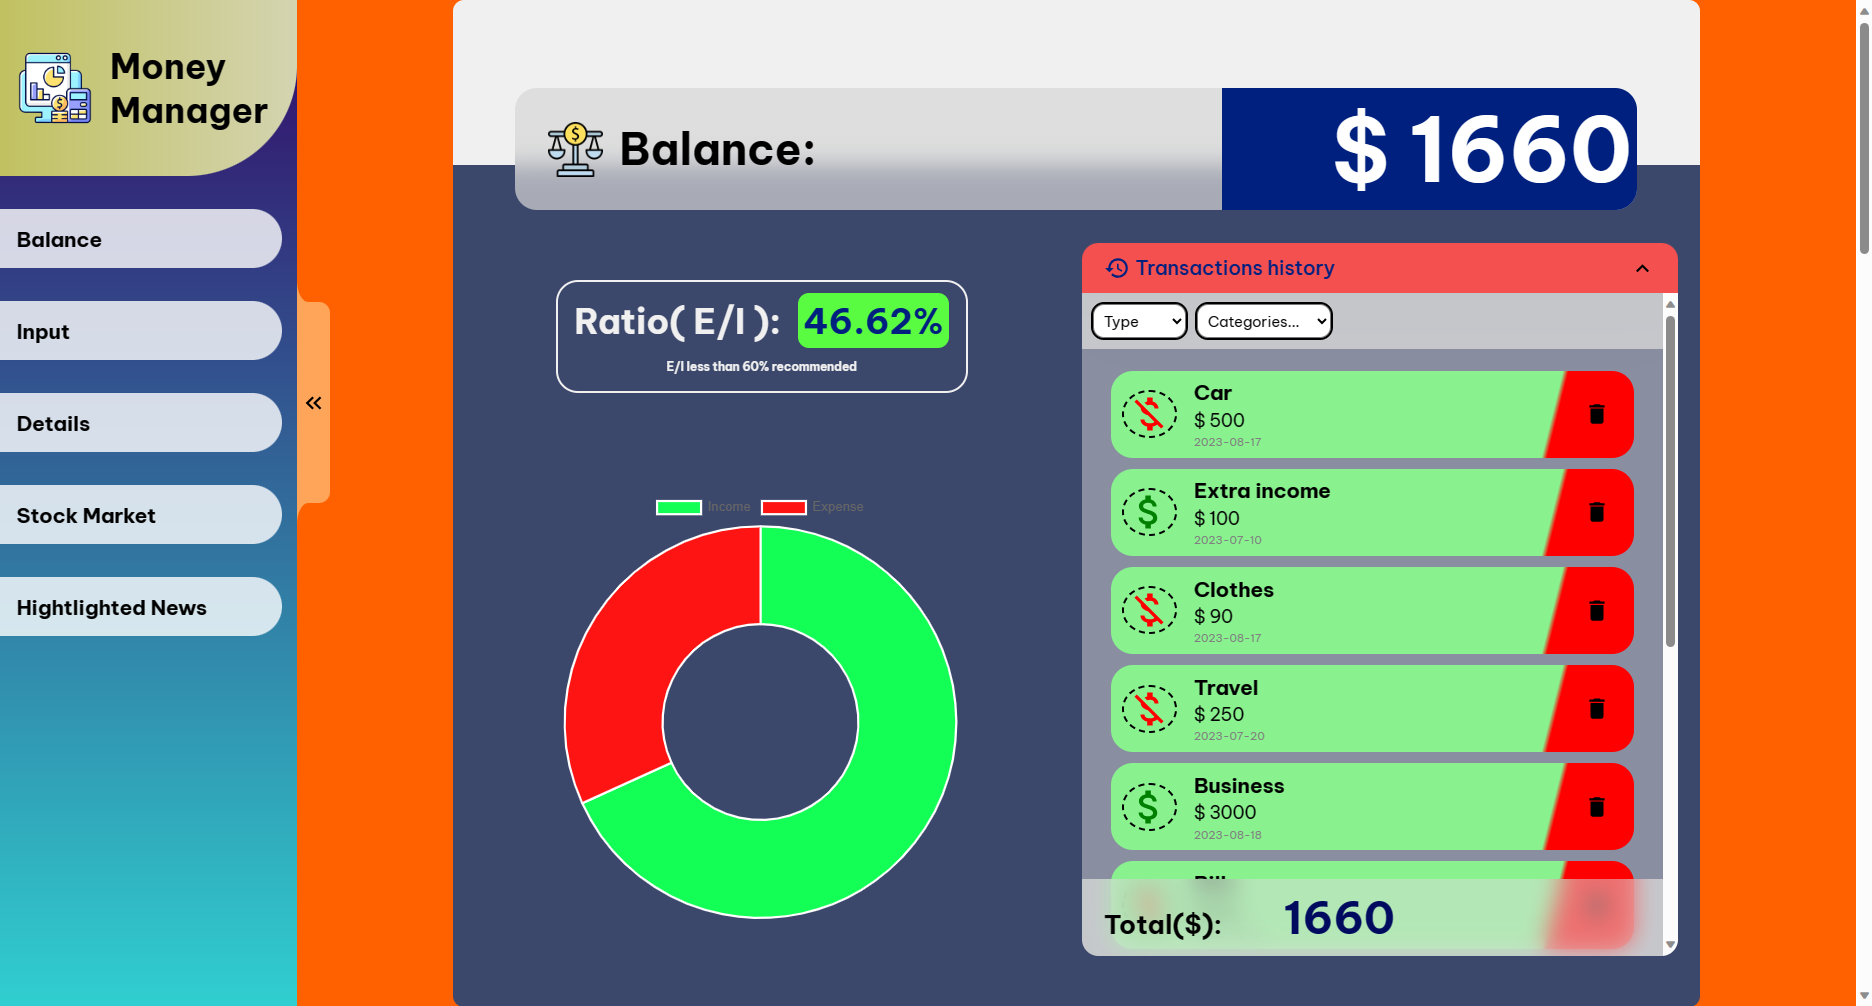 Money
Manager
Balance
Input
Details
Stock Market
Hightlighted News
Balance:
$ 1660
Ratio( E/I ): 46.62%
E/I less than 60% recommended
Income Expense
Transactions history
Type Categories...
Car
$ 500
2023-08-17
Extra income
$ 100
2023-07-10
Clothes
$ 90
2023-08-17
Travel
$ 250
2023-07-20
Business
$ 3000
2023-08-18
Total($): 1660